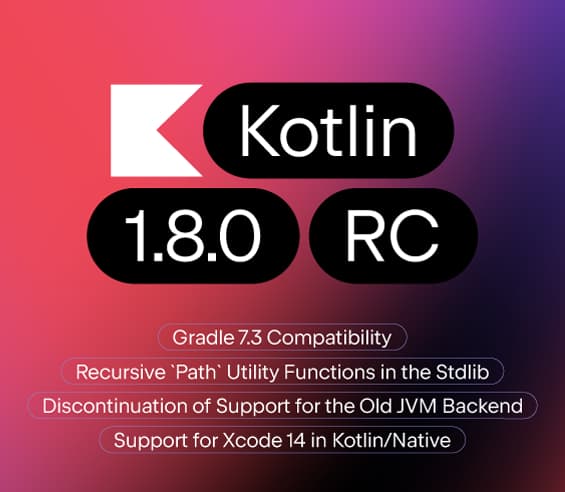 Kotlin
1.8.0 RC
Gradle 7.3 Compatibility
Recursive `Path` Utility Functions in the Stdlib
Discontinuation of Support for the Old JVM Backend
Support for Xcode 14 in Kotlin/Native